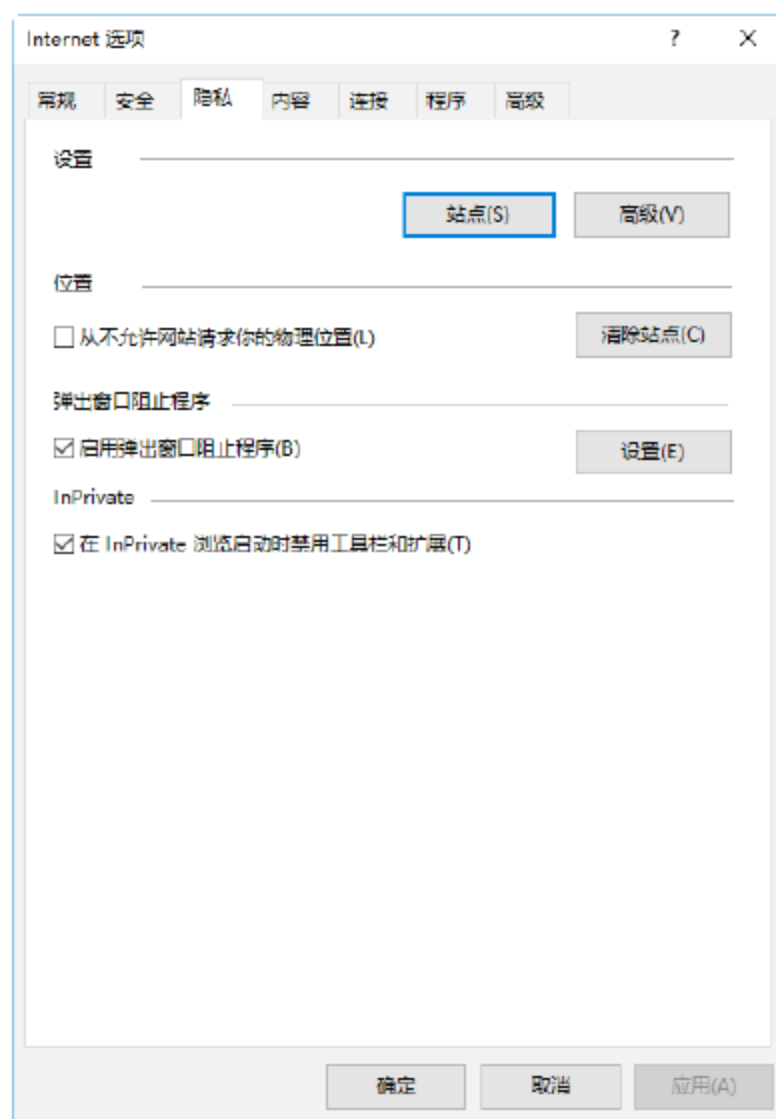 Internet 选项
常规 安全 隐私 内容 连接 程序 高级
设置
站点(S) 高级(V)
位置
从不允许网站请求你的物理位置(L) 清除站点(C)
弹出窗口阻止程序
启用弹出窗口阻止程序(B) 设置(E)
InPrivate
在 InPrivate 浏览启动时禁用工具栏和扩展(T)
确定 取消 应用(A)